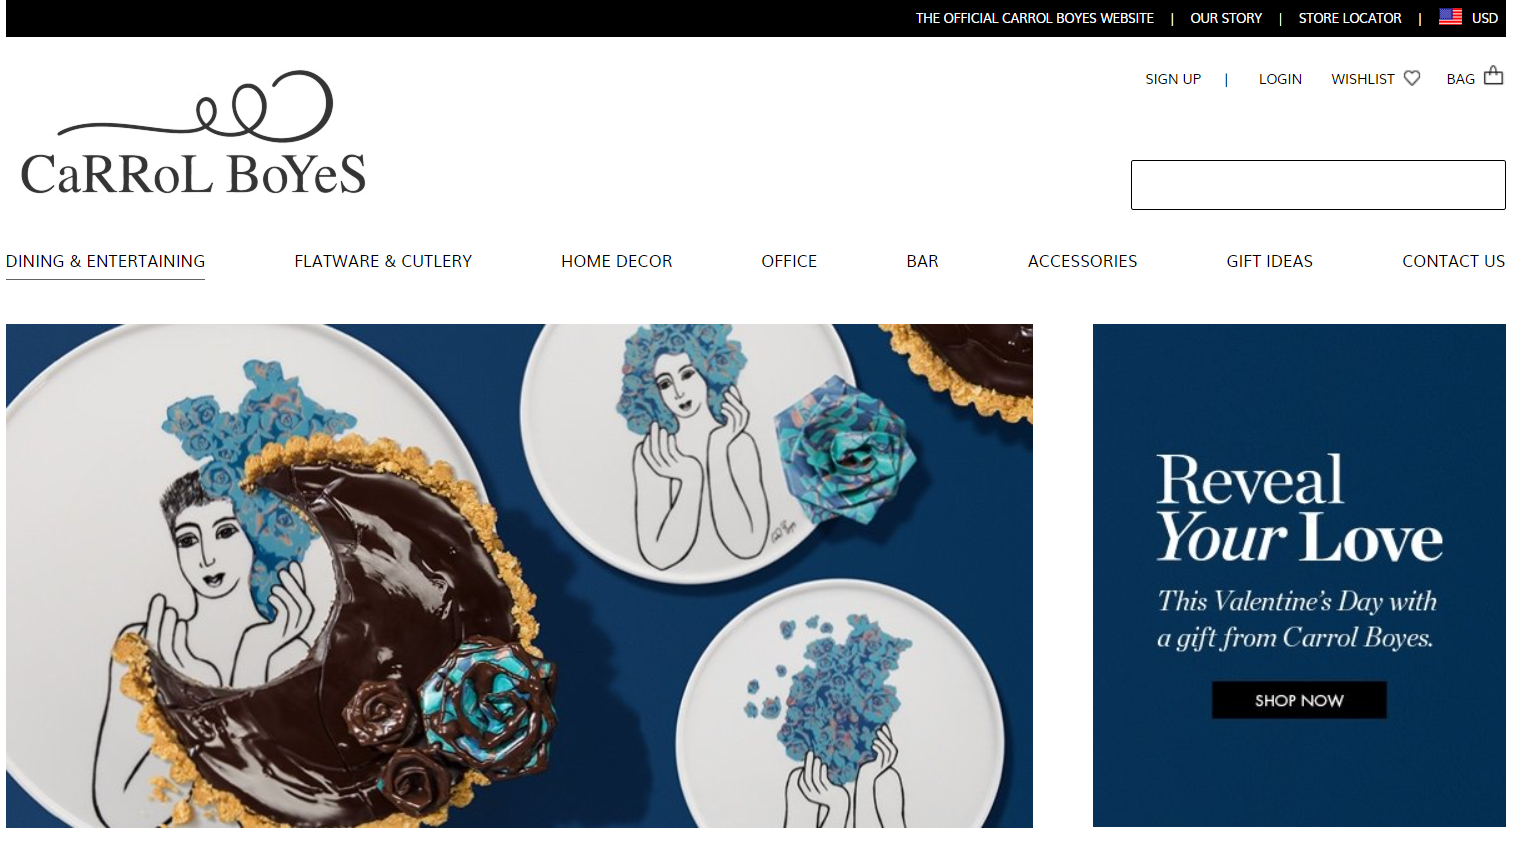 THE OFFICIAL CARROL BOYES WEBSITE | OUR STORY | STORE LOCATOR | USD
SIGN UP | LOGIN WISHLIST BAG
CaRRoL BoYeS
DINING & ENTERTAINING FLATWARE & CUTLERY HOME DECOR OFFICE BAR ACCESSORIES GIFT IDEAS CONTACT US
Reveal
Your Love
This Valentine's Day with
a gift from Carrol Boyes.
SHOP NOW